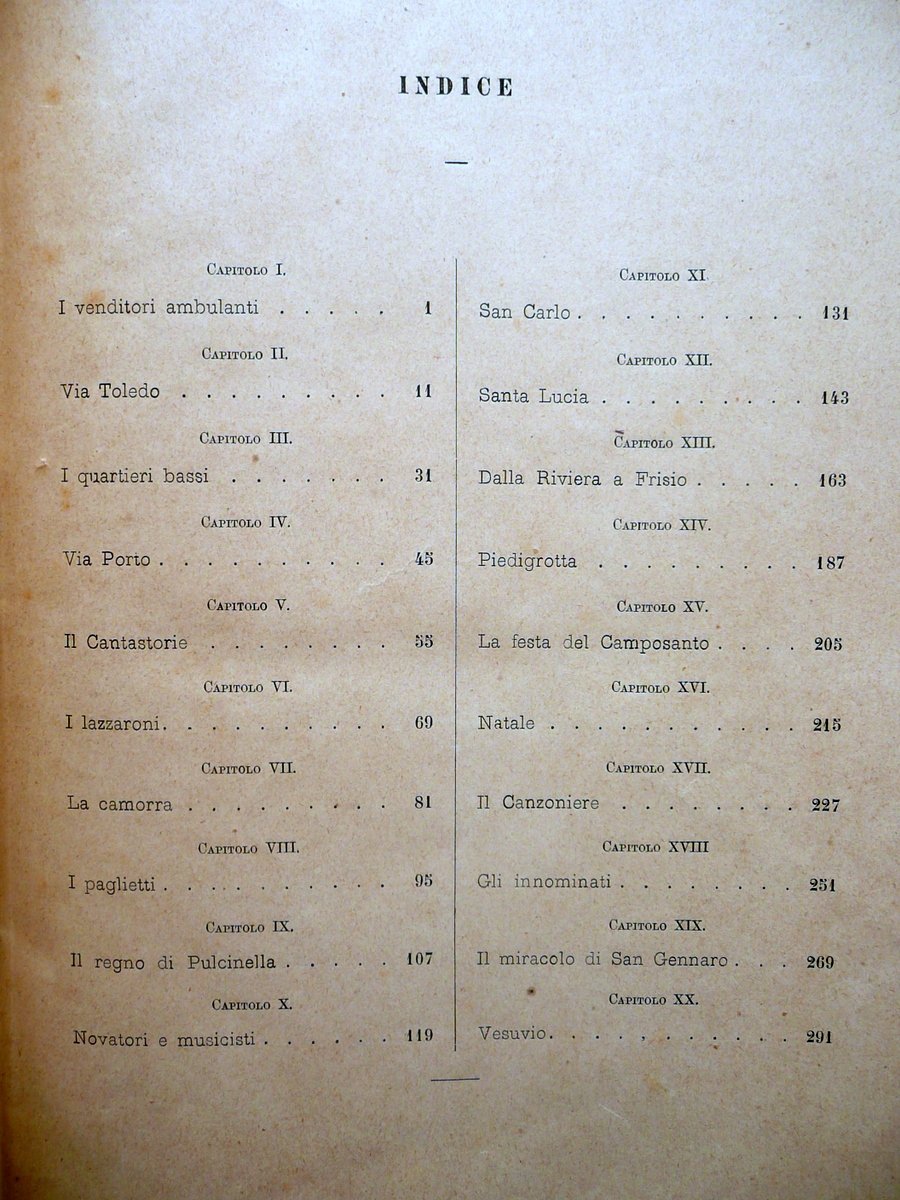 INDICE
Capitolo I.
I venditori ambulanti . . . . . 1
Capitolo II.
Via Toledo . . . . . . . . . 11
Capitolo III.
I quartieri bassi . . . . . . . 31
Capitolo IV.
Via Porto . . . . . . . . . . 45
Capitolo V.
Il Cantastorie . . . . . . . . 55
Capitolo VI.
I lazzaroni. . . . . . . . . . 69
Capitolo VII.
La camorra . . . . . . . . . 81
Capitolo VIII.
I paglietti . . . . . . . . . . 95
Capitolo IX.
Il regno di Pulcinella . . . . . 107
Capitolo X.
Novatori e musicisti . . . . . . 119
Capitolo XI.
San Carlo . . . . . . . . . . 131
Capitolo XII.
Santa Lucia . . . . . . . . . 143
Capitolo XIII.
Dalla Riviera a Frisio . . . . . 163
Capitolo XIV.
Piedigrotta . . . . . . . . . 187
Capitolo XV.
La festa del Camposanto . . . . 205
Capitolo XVI.
Natale . . . . . . . . . . . 215
Capitolo XVII.
Il Canzoniere . . . . . . . . 227
Capitolo XVIII
Gli innominati . . . . . . . . 251
Capitolo XIX.
Il miracolo di San Gennaro . . . 269
Capitolo XX.
Vesuvio. . . . . . . . . . . 291